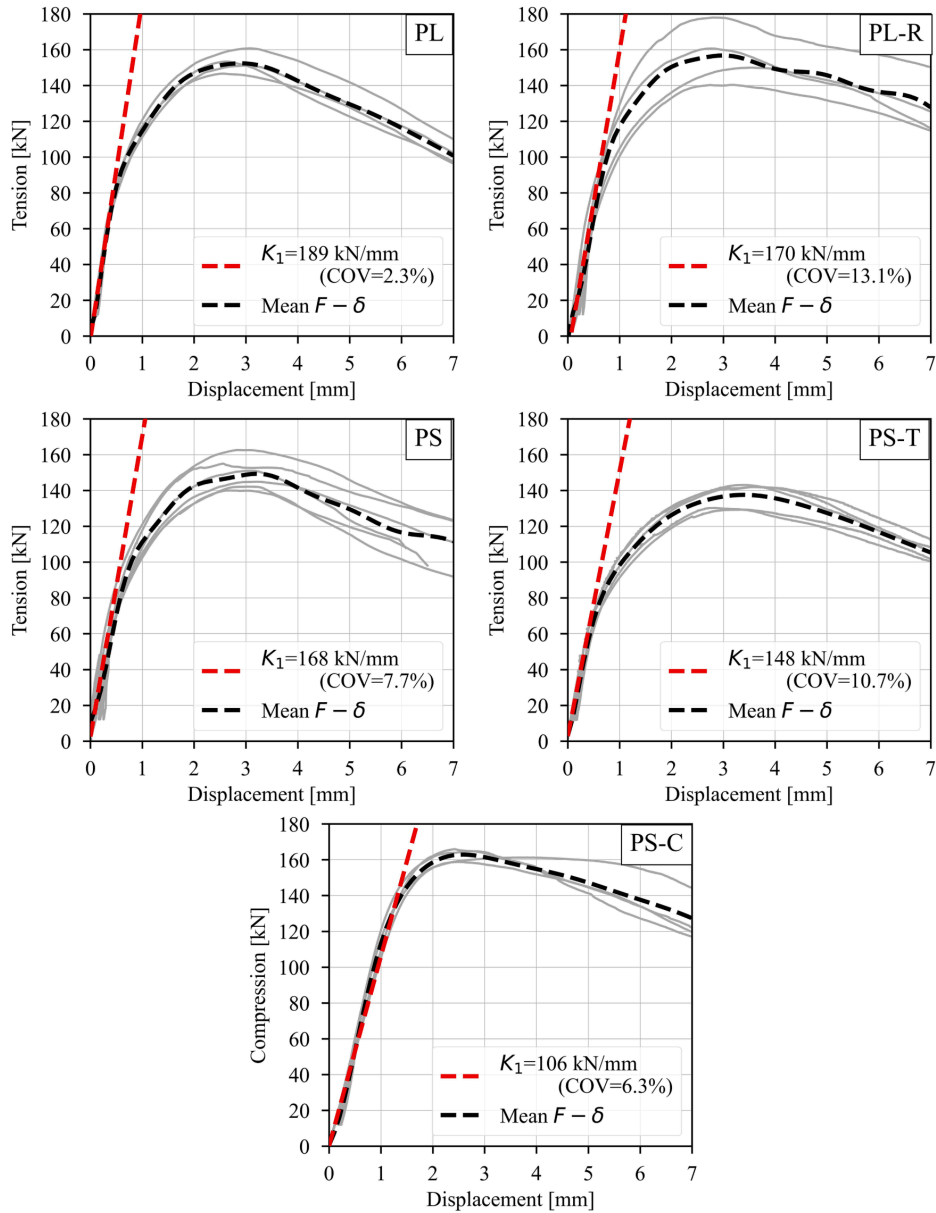 PL
180
160
140
120
100
80
60
40
20
0
Tension [kN]
K₁=189 kN/mm
(COV=2.3%)
Mean F − δ
0 1 2 3 4 5 6 7
Displacement [mm]
PL-R
180
160
140
120
100
80
60
40
20
0
Tension [kN]
K₁=170 kN/mm
(COV=13.1%)
Mean F − δ
0 1 2 3 4 5 6 7
Displacement [mm]
PS
180
160
140
120
100
80
60
40
20
0
Tension [kN]
K₁=168 kN/mm
(COV=7.7%)
Mean F − δ
0 1 2 3 4 5 6 7
Displacement [mm]
PS-T
180
160
140
120
100
80
60
40
20
0
Tension [kN]
K₁=148 kN/mm
(COV=10.7%)
Mean F − δ
0 1 2 3 4 5 6 7
Displacement [mm]
PS-C
180
160
140
120
100
80
60
40
20
0
Compression [kN]
K₁=106 kN/mm
(COV=6.3%)
Mean F − δ
0 1 2 3 4 5 6 7
Displacement [mm]